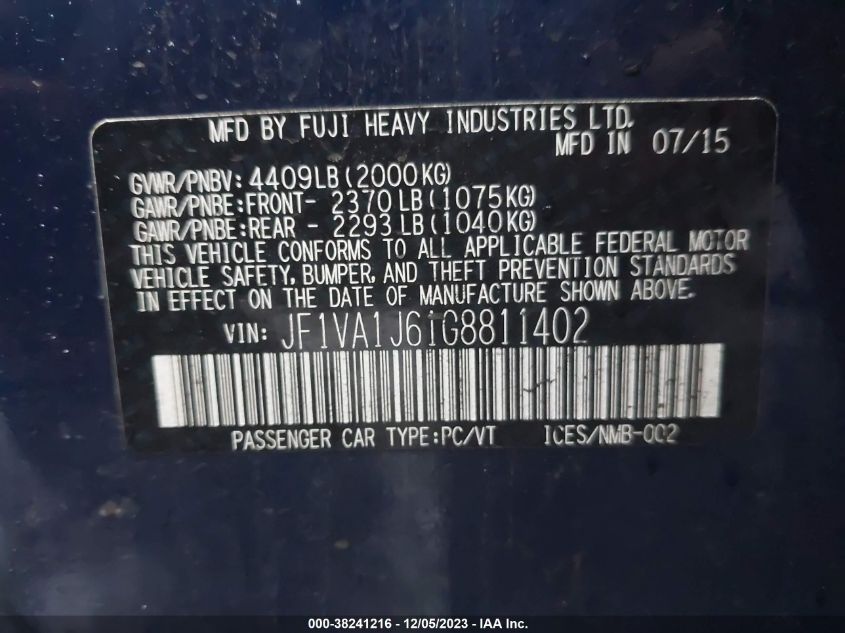 MFD BY FUJI HEAVY INDUSTRIES LTD.
MFD IN 07/15
GVWR/PNBV: 4409LB(2000KG)
GAWR/PNBE:FRONT- 2370LB(1075KG)
GAWR/PNBE:REAR - 2293LB(1040KG)
THIS VEHICLE CONFORMS TO ALL APPLICABLE FEDERAL MOTOR
VEHICLE SAFETY, BUMPER, AND THEFT PREVENTION STANDARDS
IN EFFECT ON THE DATE OF MANUFACTURE SHOWN ABOVE.
VIN: JF1VA1J61G8811402
PASSENGER CAR TYPE:PC/VT ICES/NMB-002
000-38241216 - 12/05/2023 - IAA Inc.